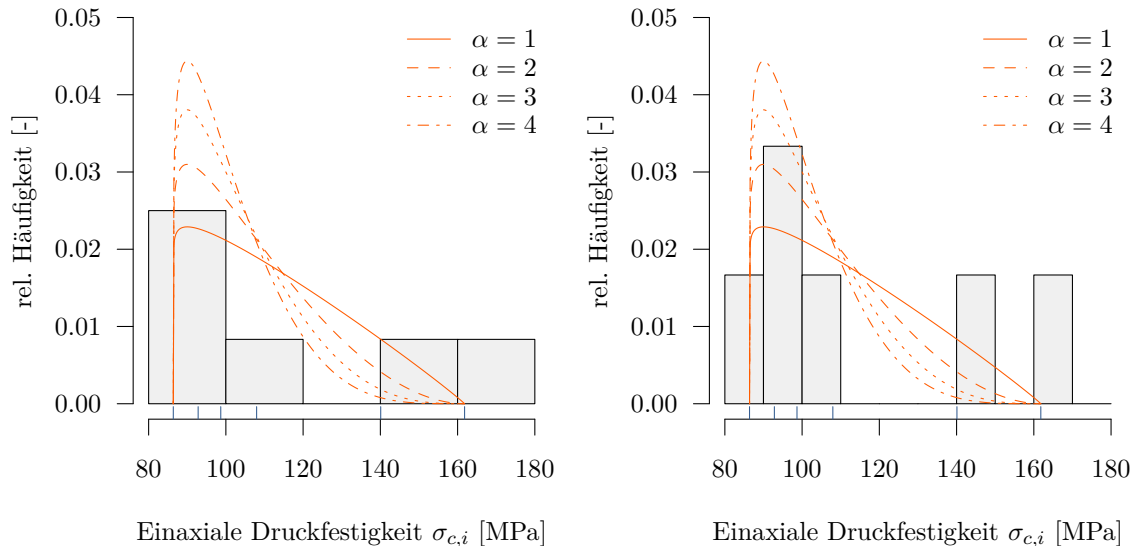 rel. Häufigkeit [-]
0.05
0.04
0.03
0.02
0.01
0.00
80 100 120 140 160 180
Einaxiale Druckfestigkeit σc,i [MPa]
α = 1
α = 2
α = 3
α = 4
rel. Häufigkeit [-]
0.05
0.04
0.03
0.02
0.01
0.00
80 100 120 140 160 180
Einaxiale Druckfestigkeit σc,i [MPa]
α = 1
α = 2
α = 3
α = 4